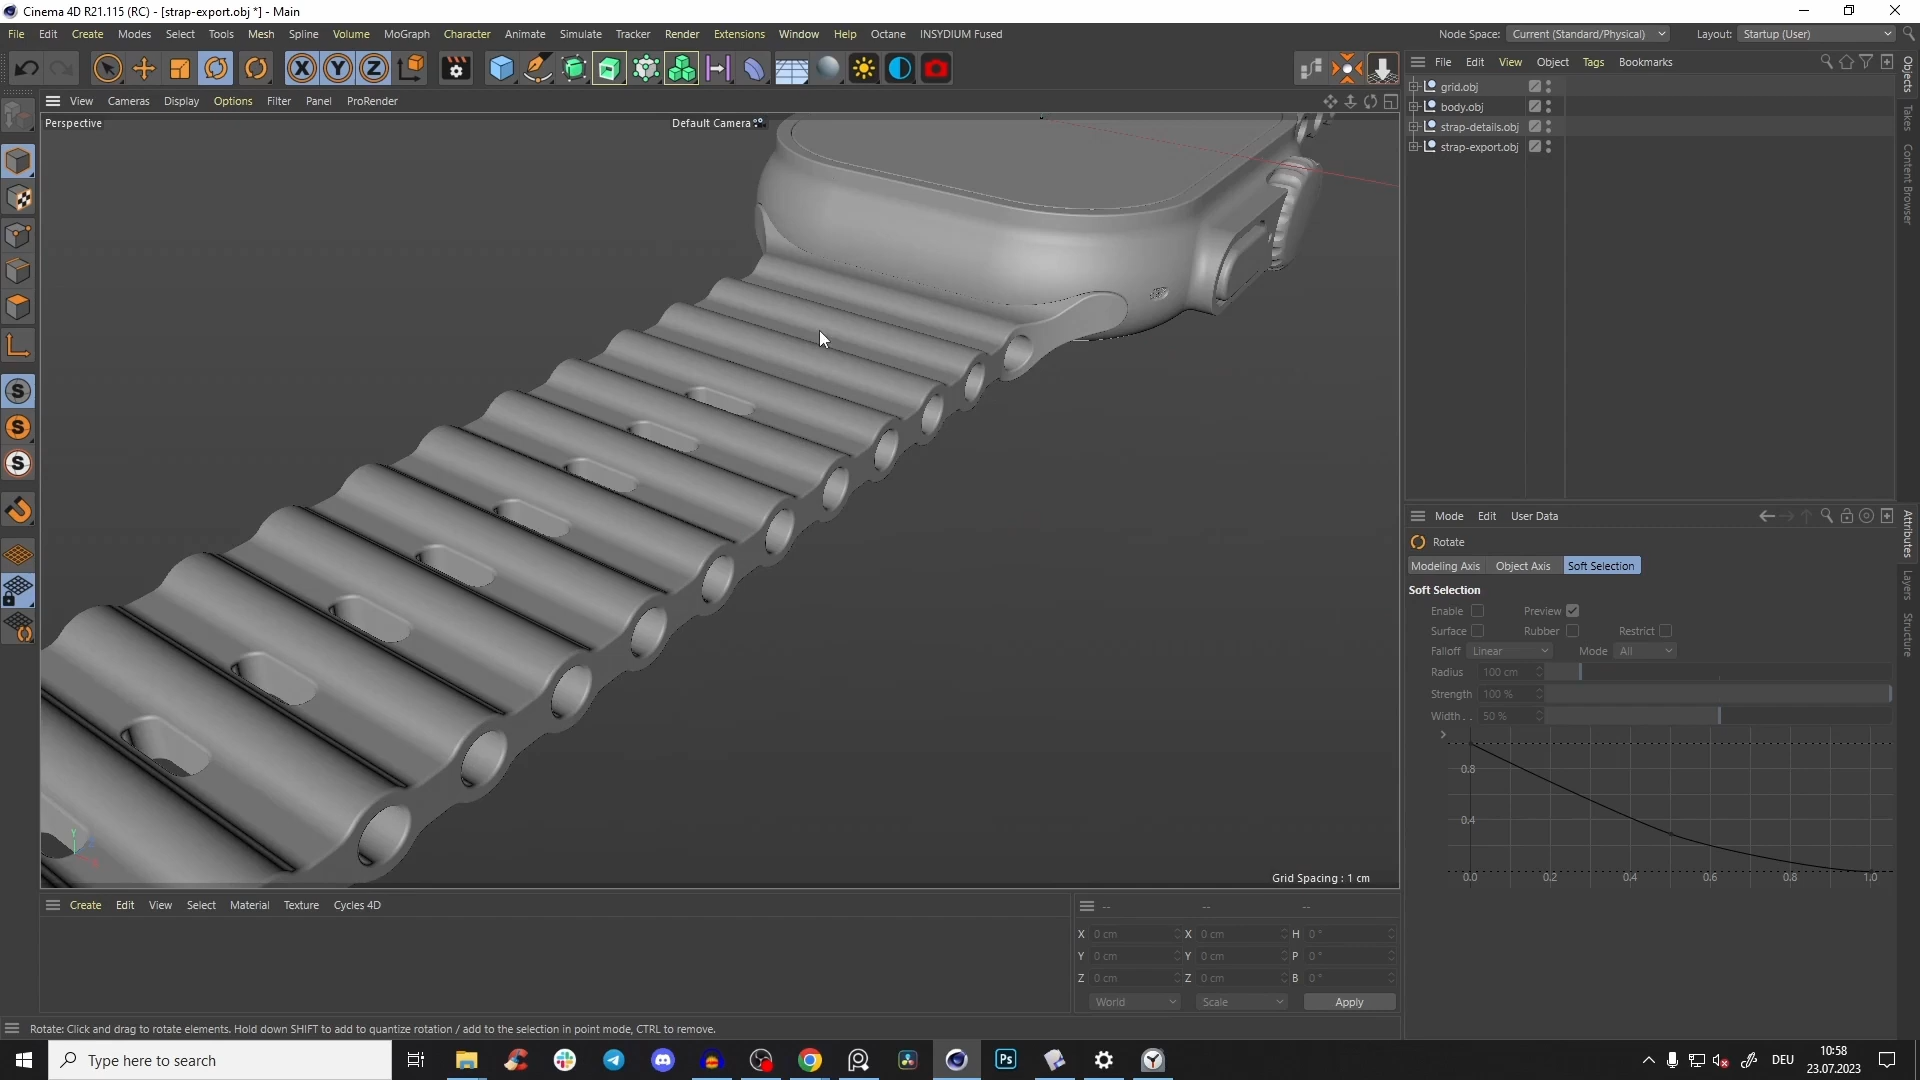 Cinema 4D R21.115 (RC) - [strap-export.obj *] - Main
File Edit Create Modes Select Tools Mesh Spline Volume MoGraph Character Animate Simulate Tracker Render Extensions Window Help Octane INSYDIUM Fused
Node Space: Current (Standard/Physical) Layout: Startup (User)
View Cameras Display Options Filter Panel ProRender
Perspective
Default Camera
File Edit View Object Tags Bookmarks
grid.obj
body.obj
strap-details.obj
strap-export.obj
Objects
Takes
Content Browser
Mode Edit User Data
Rotate
Modeling Axis Object Axis Soft Selection
Soft Selection
Enable Preview
Surface Rubber Restrict
Falloff Linear Mode All
Radius 100 cm
Strength 100 %
Width . . 50 %
0.8
0.4
0.0 0.2 0.4 0.6 0.8 1.0
Attributes
Layers
Structure
X Y Z
S
S
S
Y
Grid Spacing : 1 cm
Create Edit View Select Material Texture Cycles 4D
-- -- --
X 0 cm X 0 cm H 0 °
Y 0 cm Y 0 cm P 0 °
Z 0 cm Z 0 cm B 0 °
World Scale Apply
Rotate: Click and drag to rotate elements. Hold down SHIFT to add to quantize rotation / add to the selection in point mode, CTRL to remove.
Type here to search
Ps
DEU
10:58
23.07.2023